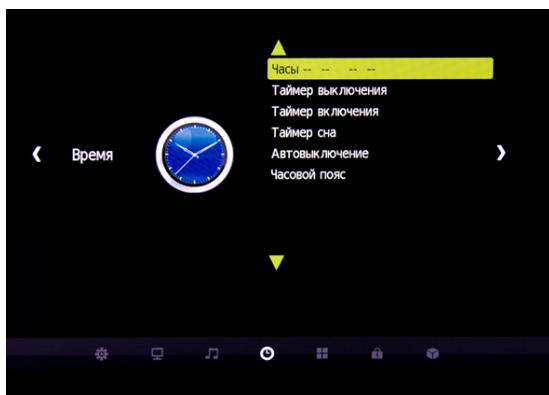 Время
Часы -- -- -- --
Таймер выключения
Таймер включения
Таймер сна
Автовыключение
Часовой пояс